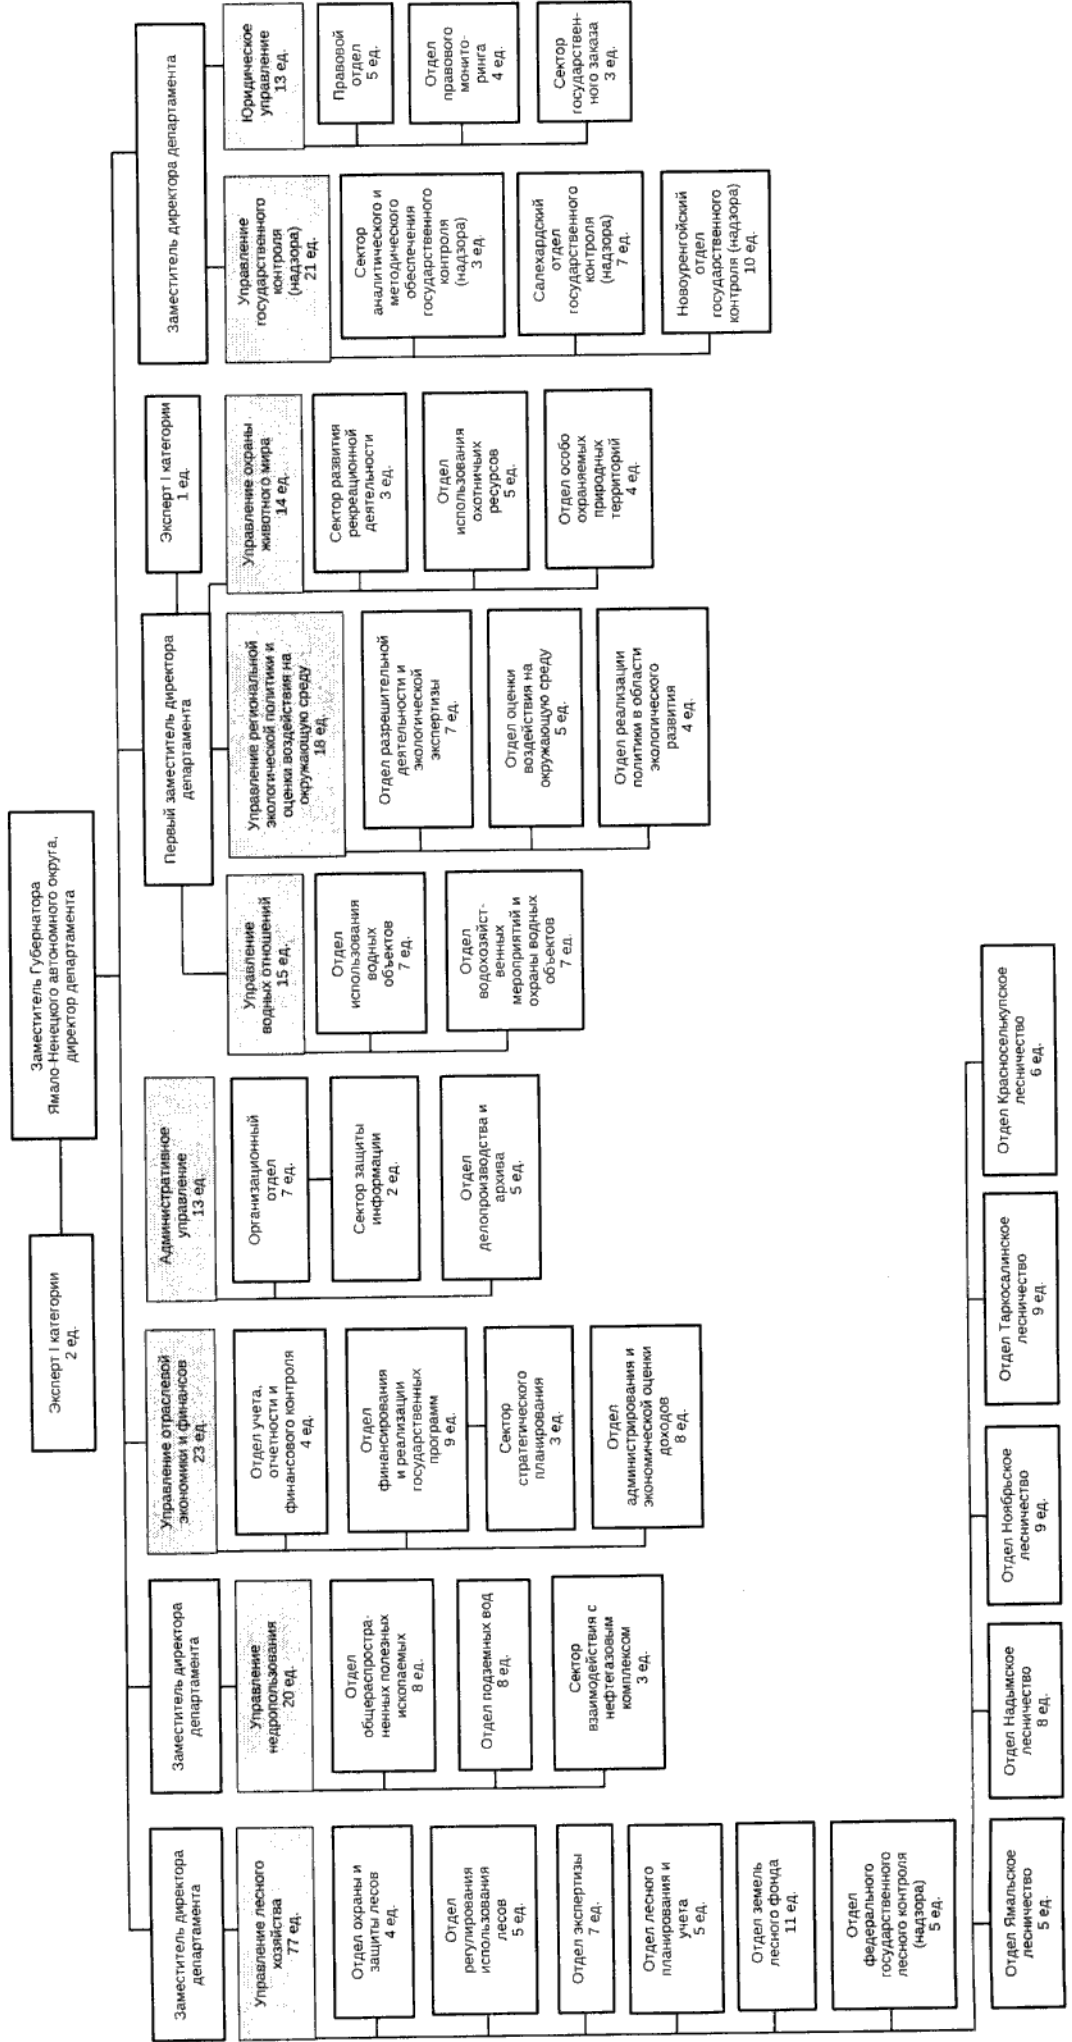 Заместитель Губернатора
Ямало-Ненецкого автономного округа,
директор департамента
Эксперт I категории
2 ед.
Заместитель директора
департамента
Управление лесного
хозяйства
77 ед.
Отдел охраны и
защиты лесов
4 ед.
Отдел
регулирования
использования
лесов
5 ед.
Отдел экспертизы
7 ед.
Отдел лесного
планирования и
учета
5 ед.
Отдел земель
лесного фонда
11 ед.
Отдел
федерального
государственного
лесного контроля
(надзора)
5 ед.
Отдел Ямальское
лесничество
5 ед.
Отдел Надымское
лесничество
8 ед.
Отдел Ноябрьское
лесничество
9 ед.
Отдел Таркосалинское
лесничество
9 ед.
Отдел Красноселькупское
лесничество
6 ед.
Заместитель директора
департамента
Управление
недропользования
20 ед.
Отдел
общераспростра-
ненных полезных
ископаемых
8 ед.
Отдел подземных вод
8 ед.
Сектор
взаимодействия с
нефтегазовым
комплексом
3 ед.
Управление отраслевой
экономики и финансов
23 ед.
Отдел учета,
отчетности и
финансового контроля
4 ед.
Отдел
финансирования
и реализации
государственных
программ
9 ед.
Сектор
стратегического
планирования
3 ед.
Отдел
администрирования и
экономической оценки
доходов
8 ед.
Административное
управление
13 ед.
Организационный
отдел
7 ед.
Сектор защиты
информации
2 ед.
Отдел
делопроизводства и
архива
5 ед.
Первый заместитель директора
департамента
Эксперт I категории
1 ед.
Управление
водных отношений
15 ед.
Отдел
использования
водных
объектов
7 ед.
Отдел
водохозяйст-
венных
мероприятий и
охраны водных
объектов
7 ед.
Управление региональной
экологической политики и
оценки воздействия на
окружающую среду
18 ед.
Отдел разрешительной
деятельности и
экологической
экспертизы
7 ед.
Отдел оценки
воздействия на
окружающую среду
5 ед.
Отдел реализации
политики в области
экологического
развития
4 ед.
Управление охраны
животного мира
14 ед.
Сектор развития
рекреационной
деятельности
3 ед.
Отдел
использования
охотничьих
ресурсов
5 ед.
Отдел особо
охраняемых
природных
территорий
4 ед.
Заместитель директора департамента
Управление
государственного
контроля
(надзора)
21 ед.
Сектор
аналитического и
методического
обеспечения
государственного
контроля
(надзора)
3 ед.
Салехардский
отдел
государственного
контроля
(надзора)
7 ед.
Новоуренгойский
отдел
государственного
контроля (надзора)
10 ед.
Юридическое
управление
13 ед.
Правовой
отдел
5 ед.
Отдел
правового
монито-
ринга
4 ед.
Сектор
государствен-
ного заказа
3 ед.